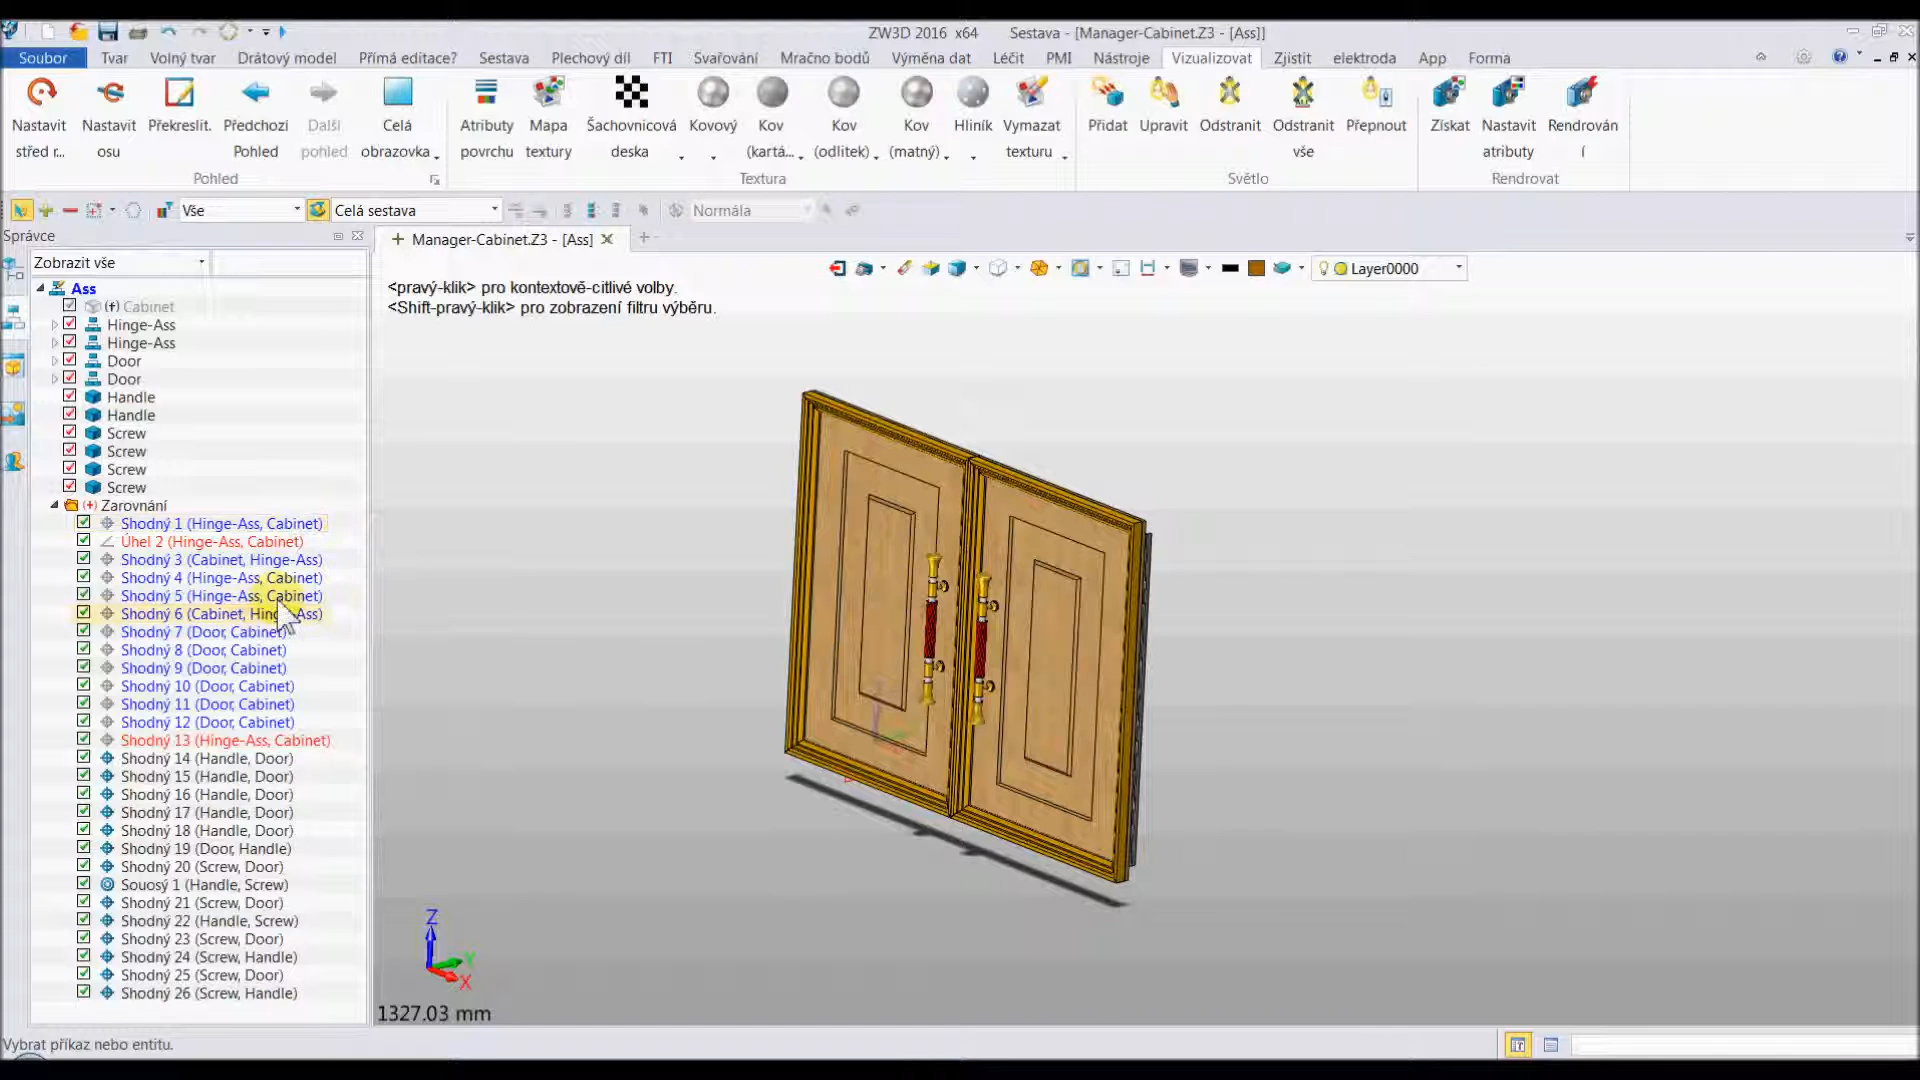 ZW3D 2016 x64 Sestava - [Manager-Cabinet.Z3 - [Ass]]
Soubor Tvar Volný tvar Drátový model Přímá editace? Sestava Plechový díl FTI Svařování Mračno bodů Výměna dat Léčit PMI Nástroje Vizualizovat Zjistit elektroda App Forma
Nastavit střed r...
Nastavit osu
Překreslit.
Předchozí Pohled
Další pohled
Celá obrazovka
Atributy povrchu
Mapa textury
Šachovnicová deska
Kovový
Kov (kartá...
Kov (odlitek)
Kov (matný)
Hliník
Vymazat texturu
Přidat
Upravit
Odstranit
Odstranit vše
Přepnout
Získat
Nastavit atributy
Rendrování
Pohled Textura Světlo Rendrovat
Vše Celá sestava Normála
Správce
Manager-Cabinet.Z3 - [Ass]
Zobrazit vše
Layer0000
<pravý-klik> pro kontextově-citlivé volby.
<Shift-pravý-klik> pro zobrazení filtru výběru.
Ass
(+) Cabinet
Hinge-Ass
Hinge-Ass
Door
Door
Handle
Handle
Screw
Screw
Screw
Screw
(+) Zarovnání
Shodný 1 (Hinge-Ass, Cabinet)
Úhel 2 (Hinge-Ass, Cabinet)
Shodný 3 (Cabinet, Hinge-Ass)
Shodný 4 (Hinge-Ass, Cabinet)
Shodný 5 (Hinge-Ass, Cabinet)
Shodný 6 (Cabinet, Hinge-Ass)
Shodný 7 (Door, Cabinet)
Shodný 8 (Door, Cabinet)
Shodný 9 (Door, Cabinet)
Shodný 10 (Door, Cabinet)
Shodný 11 (Door, Cabinet)
Shodný 12 (Door, Cabinet)
Shodný 13 (Hinge-Ass, Cabinet)
Shodný 14 (Handle, Door)
Shodný 15 (Handle, Door)
Shodný 16 (Handle, Door)
Shodný 17 (Handle, Door)
Shodný 18 (Handle, Door)
Shodný 19 (Door, Handle)
Shodný 20 (Screw, Door)
Souosý 1 (Handle, Screw)
Shodný 21 (Screw, Door)
Shodný 22 (Handle, Screw)
Shodný 23 (Screw, Door)
Shodný 24 (Screw, Handle)
Shodný 25 (Screw, Door)
Shodný 26 (Screw, Handle)
Z
Y
X
1327.03 mm
Vybrat příkaz nebo entitu.